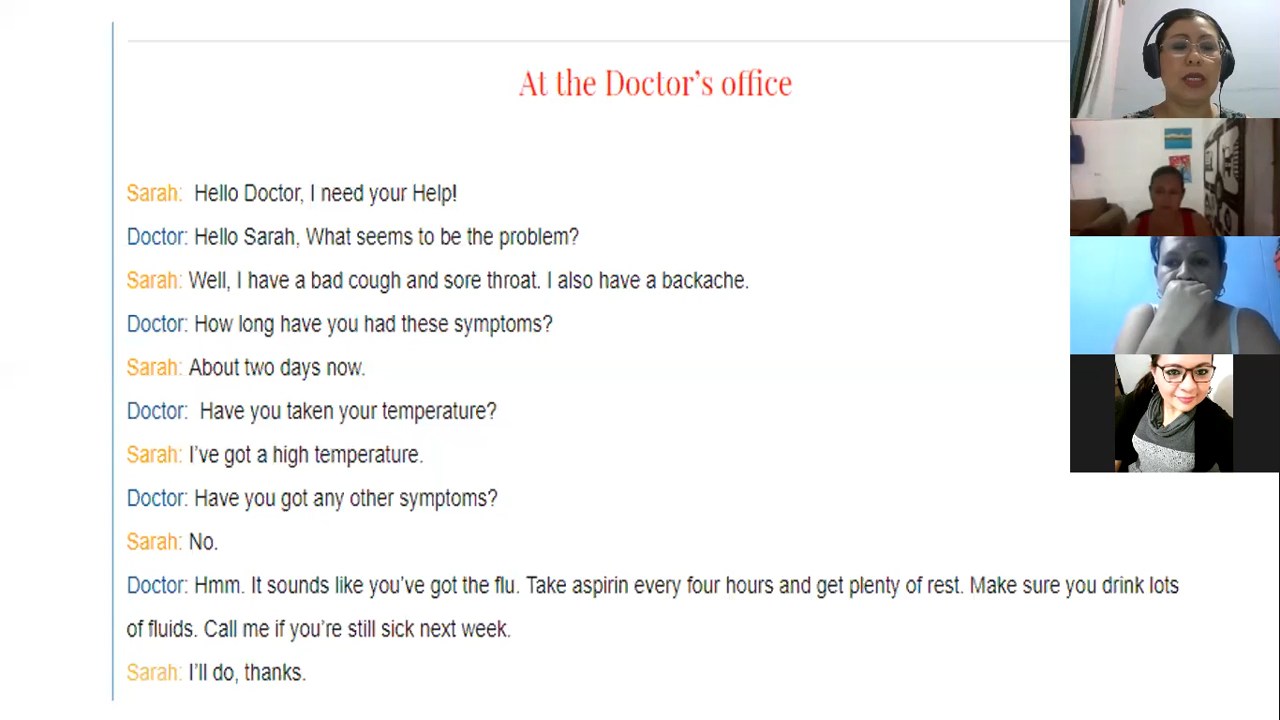 At the Doctor's office
Sarah: Hello Doctor, I need your Help!
Doctor: Hello Sarah, What seems to be the problem?
Sarah: Well, I have a bad cough and sore throat. I also have a backache.
Doctor: How long have you had these symptoms?
Sarah: About two days now.
Doctor: Have you taken your temperature?
Sarah: I've got a high temperature.
Doctor: Have you got any other symptoms?
Sarah: No.
Doctor: Hmm. It sounds like you've got the flu. Take aspirin every four hours and get plenty of rest. Make sure you drink lots
of fluids. Call me if you're still sick next week.
Sarah: I'll do, thanks.